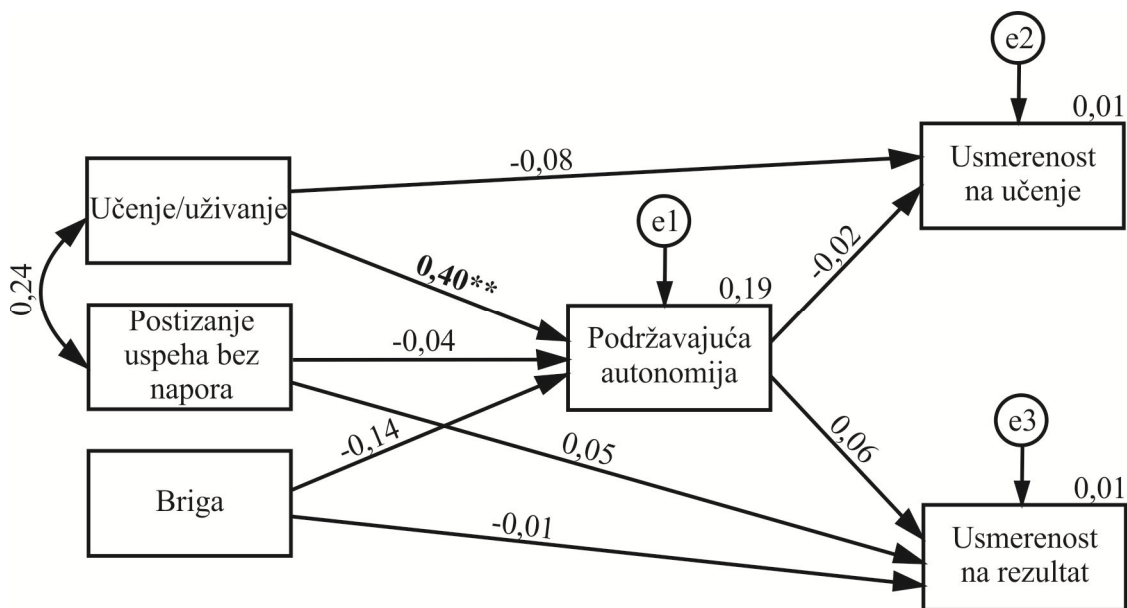 e2
0,01
Usmerenost
na učenje
-0,08
Učenje/uživanje
e1
-0,02
0,24
0,40**
0,19
Postizanje
uspeha bez
napora
-0,04
Podržavajuća
autonomija
-0,14
0,05
0,06
e3
0,01
Briga
-0,01
Usmerenost
na rezultat